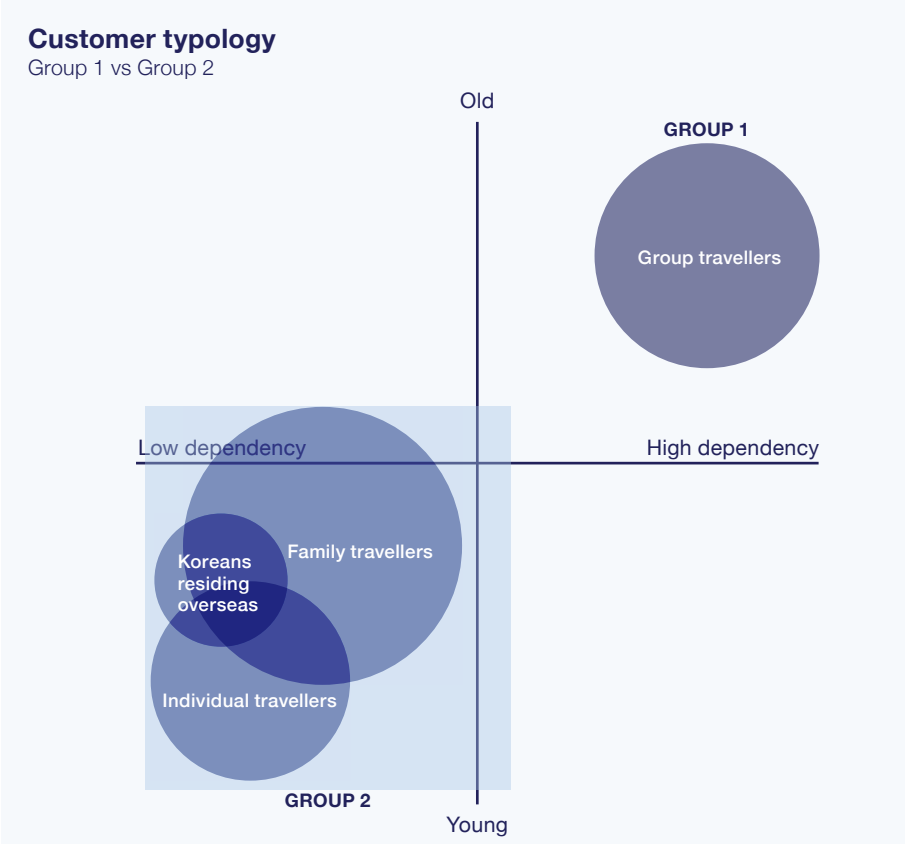 Customer typology
Group 1 vs Group 2
Old
GROUP 1
Group travellers
Low dependency
High dependency
Family travellers
Koreans
residing
overseas
Individual travellers
GROUP 2
Young